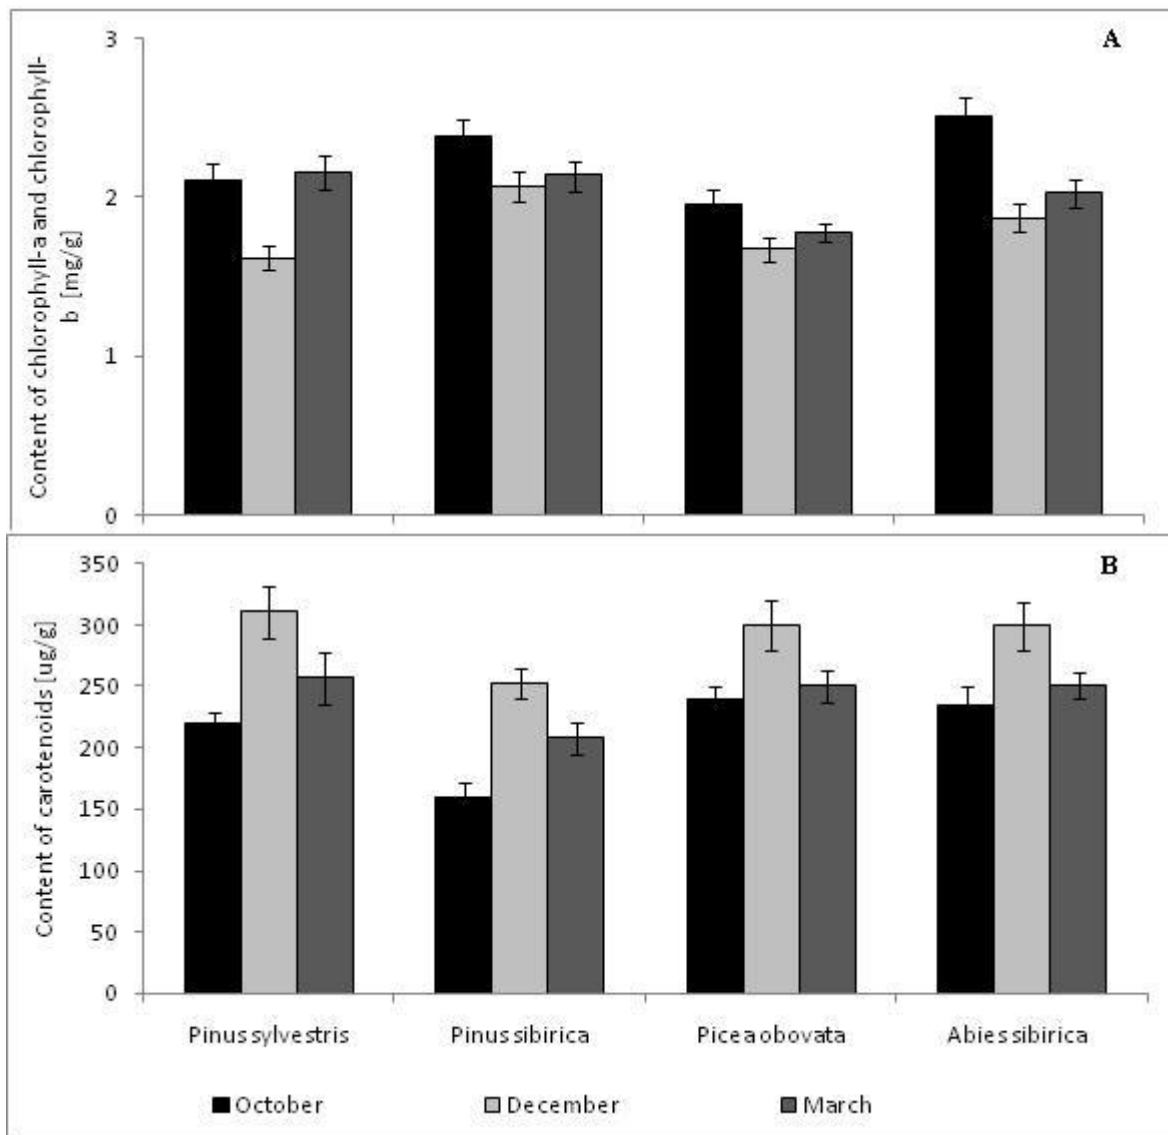 A
Content of chlorophyll-a and chlorophyll-
b [mg/g]
3
2
1
0
B
Content of carotenoids [ug/g]
350
300
250
200
150
100
50
0
Pinus sylvestris Pinus sibirica Picea obovata Abies sibirica
October December March